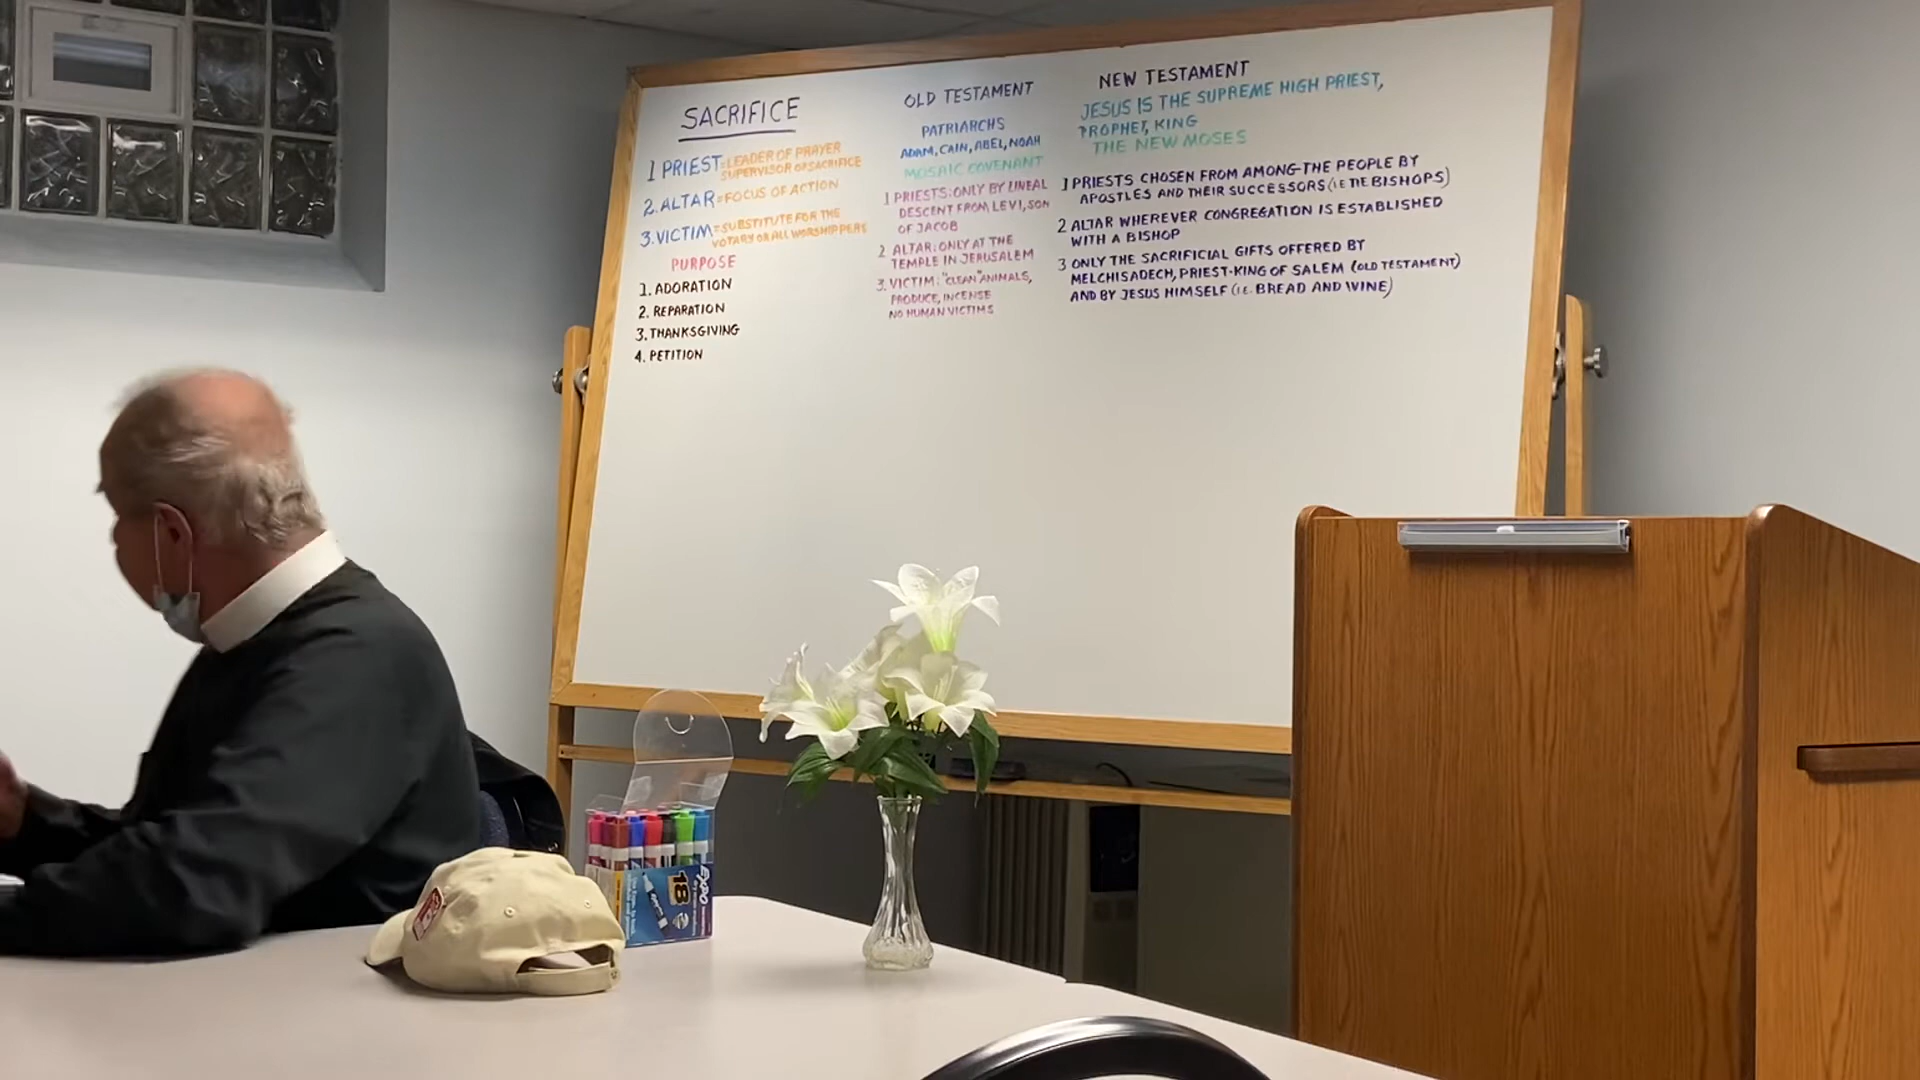 SACRIFICE
1 PRIEST=LEADER OF PRAYER
SUPERVISOR OF SACRIFICE
2. ALTAR=FOCUS OF ACTION
3. VICTIM=SUBSTITUTE FOR THE
VOTARY OR ALL WORSHIPPERS
PURPOSE
1. ADORATION
2. REPARATION
3. THANKSGIVING
4. PETITION
OLD TESTAMENT
PATRIARCHS
ADAM, CAIN, ABEL, NOAH
MOSAIC COVENANT
1 PRIESTS: ONLY BY LINEAL
DESCENT FROM LEVI, SON
OF JACOB
2 ALTAR: ONLY AT THE
TEMPLE IN JERUSALEM
3. VICTIM: "CLEAN" ANIMALS,
PRODUCE, INCENSE
NO HUMAN VICTIMS
NEW TESTAMENT
JESUS IS THE SUPREME HIGH PRIEST,
PROPHET, KING
THE NEW MOSES
1 PRIESTS CHOSEN FROM AMONG THE PEOPLE BY
APOSTLES AND THEIR SUCCESSORS (IE THE BISHOPS)
2 ALTAR WHEREVER CONGREGATION IS ESTABLISHED
WITH A BISHOP
3 ONLY THE SACRIFICIAL GIFTS OFFERED BY
MELCHISADECH, PRIEST-KING OF SALEM (OLD TESTAMENT)
AND BY JESUS HIMSELF (I.E. BREAD AND WINE)
EXPO
18